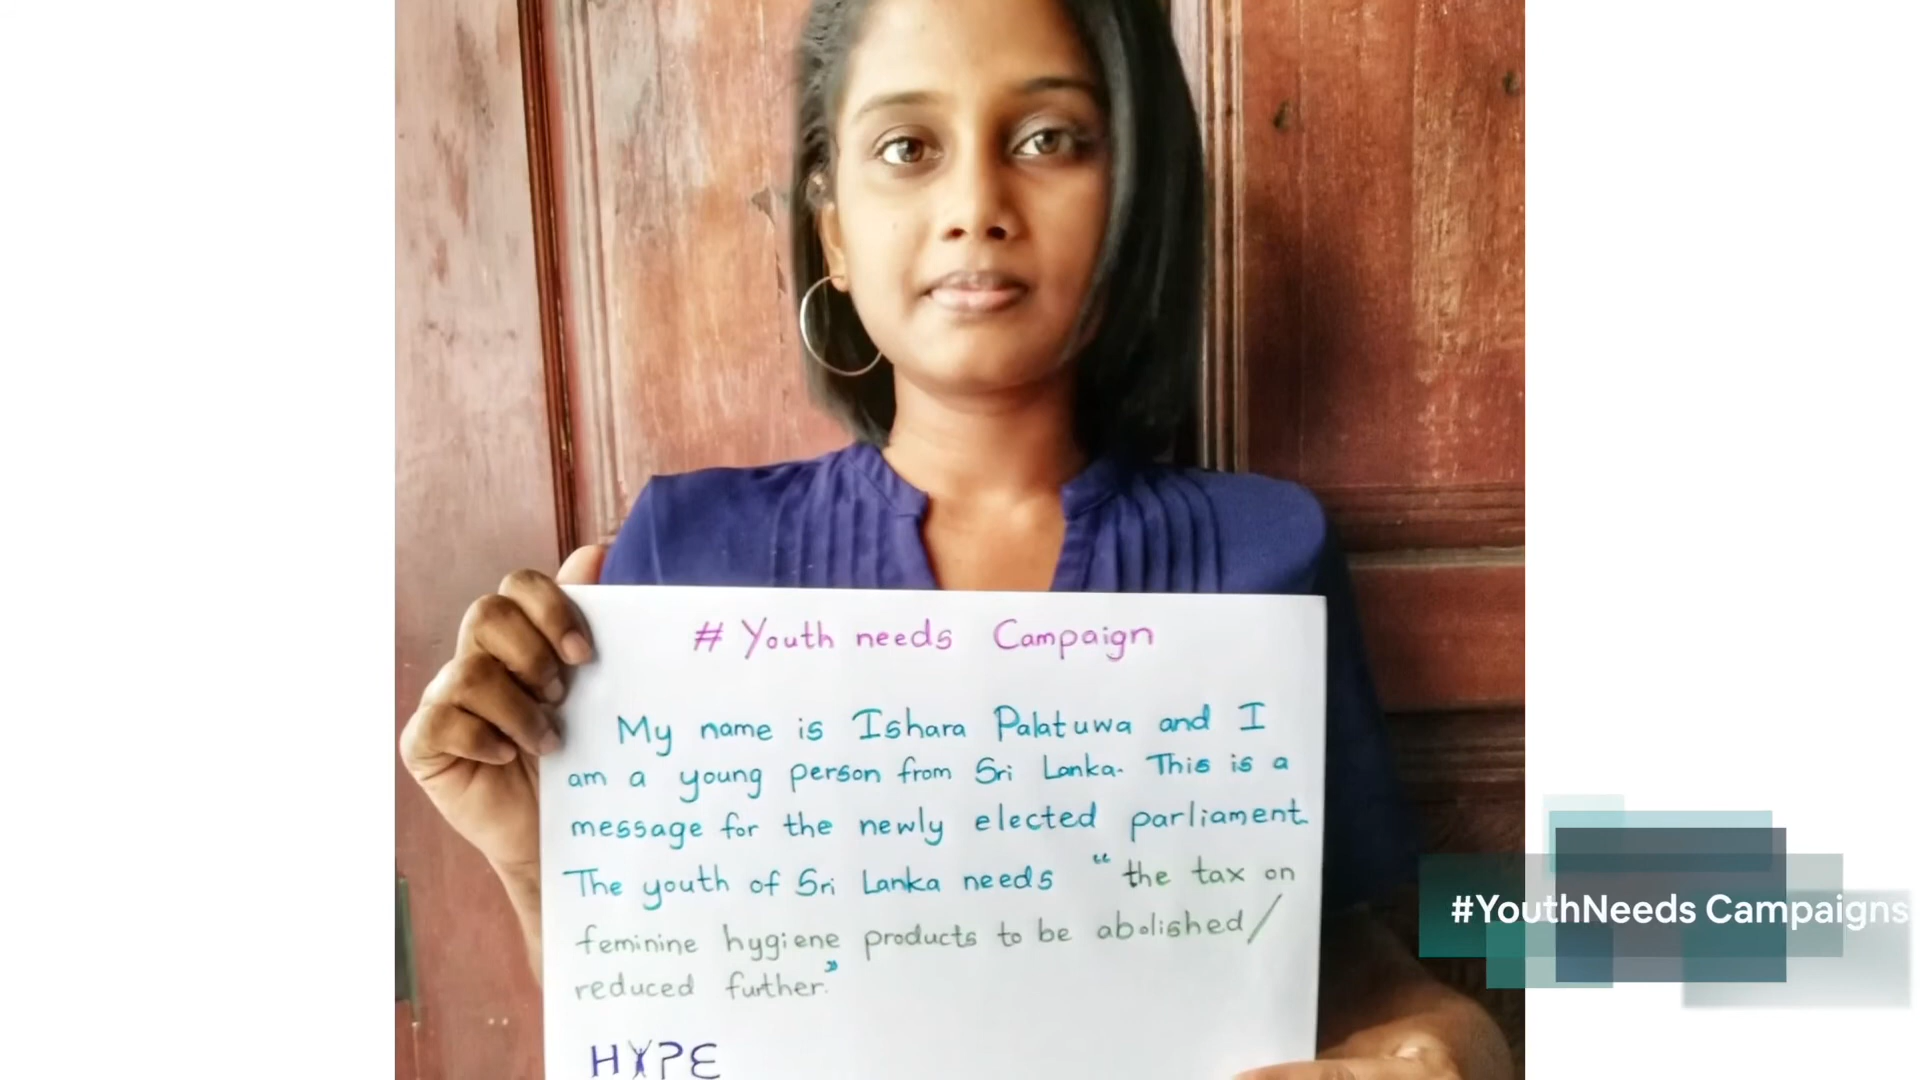 # Youth needs Campaign
My name is Ishara Palatuwa and I
am a young person from Sri Lanka. This is a
message for the newly elected parliament.
The youth of Sri Lanka needs "the tax on
feminine hygiene products to be abolished/
reduced further."
HYPE
#YouthNeeds Campaigns